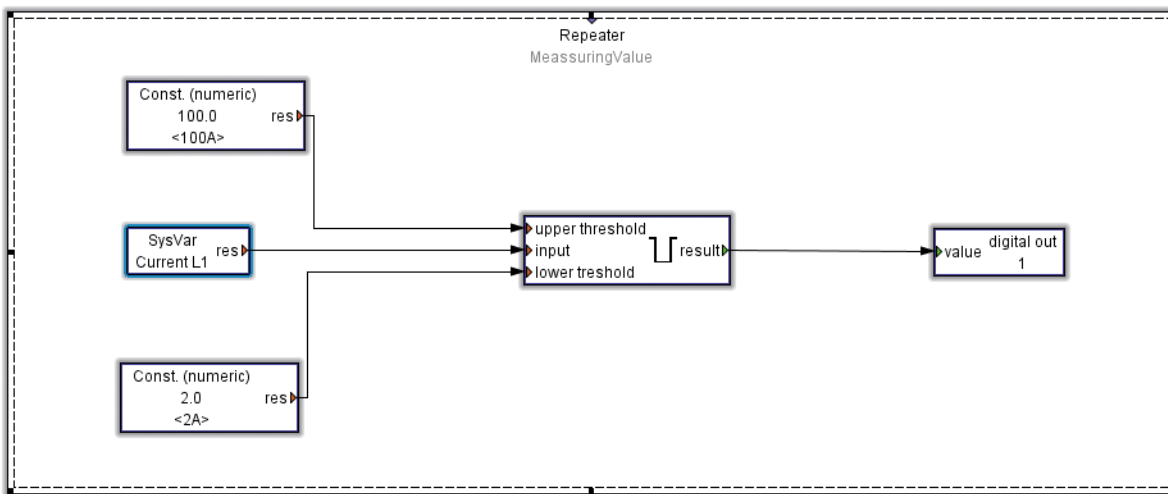 Repeater
MeassuringValue
Const. (numeric)
100.0
res
<100A>
SysVar
res
Current L1
upper threshold
input
result
lower treshold
digital out
value
1
Const. (numeric)
2.0
res
<2A>